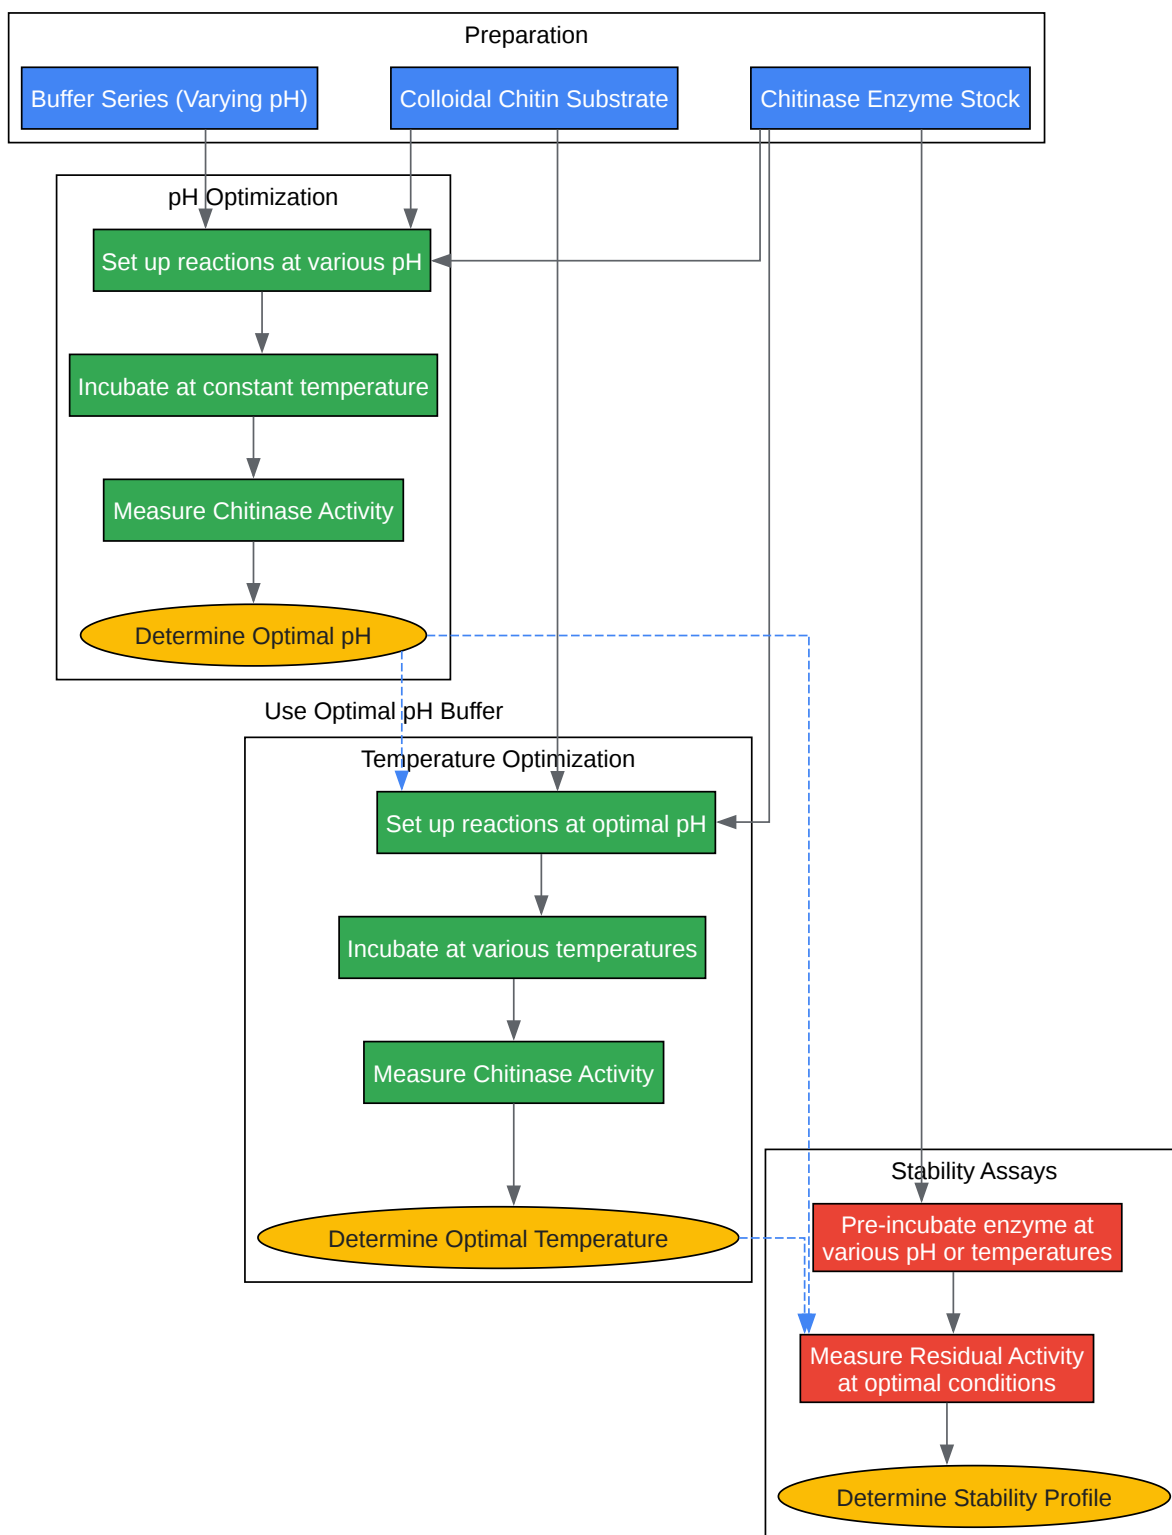 Preparation
Buffer Series (Varying pH)
Colloidal Chitin Substrate
Chitinase Enzyme Stock
pH Optimization
Set up reactions at various pH
Incubate at constant temperature
Measure Chitinase Activity
Determine Optimal pH
Use Optimal pH Buffer
Temperature Optimization
Set up reactions at optimal pH
Incubate at various temperatures
Measure Chitinase Activity
Determine Optimal Temperature
Stability Assays
Pre-incubate enzyme at
various pH or temperatures
Measure Residual Activity
at optimal conditions
Determine Stability Profile